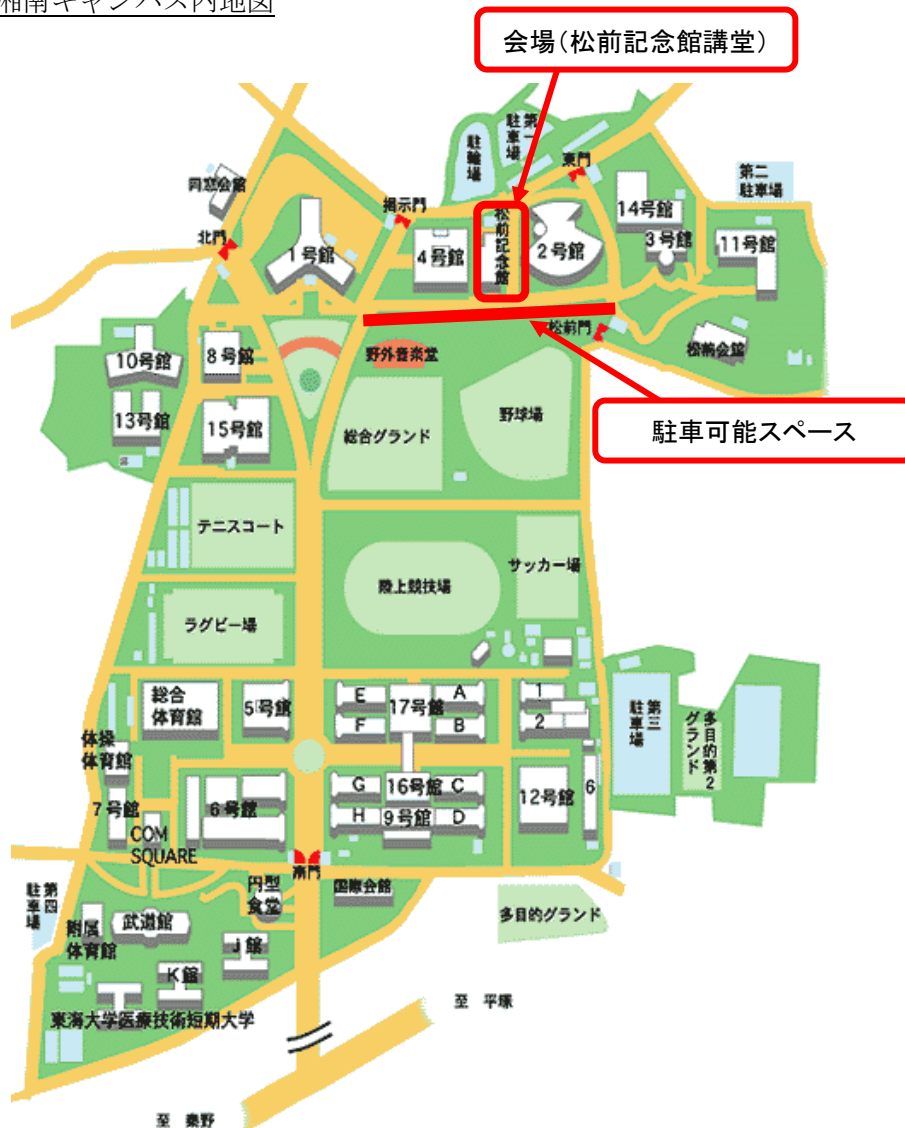 湘南キャンパス内地図
会場(松前記念館講堂)
駐輪場
第一駐車場
東門
第二
駐車場
同窓会館
掲示門
松前記念館
14号館
北門
1号館
4号館
2号館
3号館
11号館
松前門
松前会館
野外音楽堂
10号館
8号館
13号館
15号館
総合グランド
野球場
駐車可能スペース
テニスコート
サッカー場
陸上競技場
ラグビー場
総合
体育館
5号館
E
17号館
A
1
F
B
2
第三駐車場
多目的第2グランド
体操
体育館
7号館
6号館
G
16号館
C
12号館
6
H
9号館
D
COM
SQUARE
南門
円型
食堂
国際会館
第四駐車場
附属
体育館
武道館
J館
K館
多目的グランド
東海大学医療技術短期大学
至 平塚
至 秦野